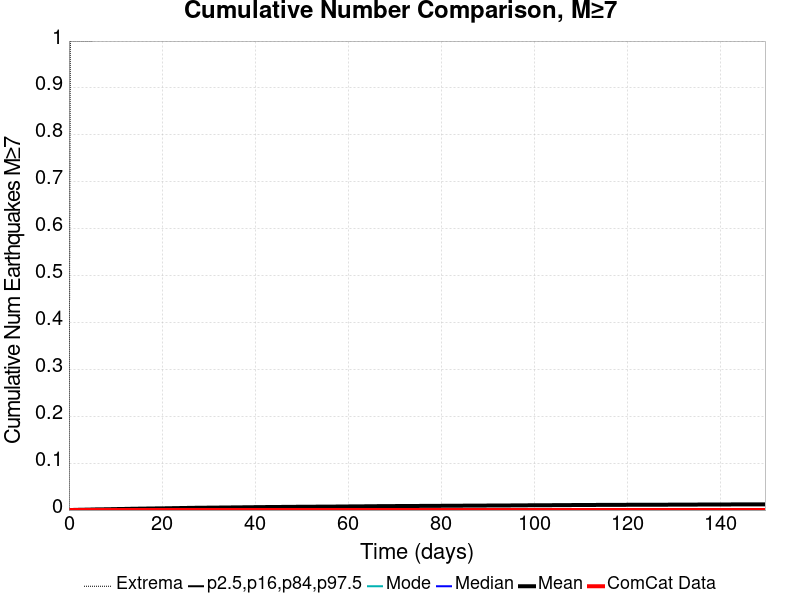 Cumulative Number Comparison, M≥7
Cumulative Num Earthquakes M≥7
1
0.9
0.8
0.7
0.6
0.5
0.4
0.3
0.2
0.1
0
0 20 40 60 80 100 120 140
Time (days)
Extrema p2.5,p16,p84,p97.5 Mode Median Mean ComCat Data